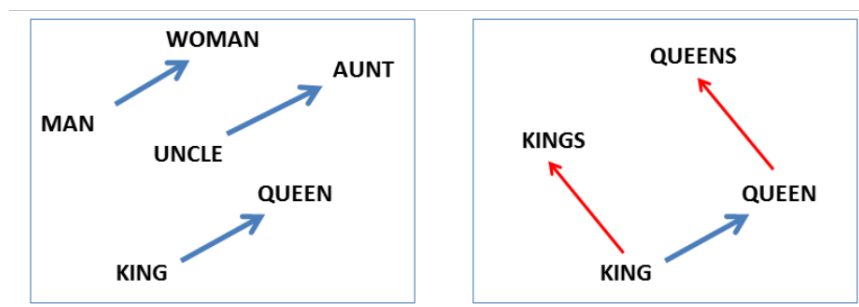 WOMAN
AUNT
MAN
UNCLE
QUEEN
KING
QUEENS
KINGS
QUEEN
KING